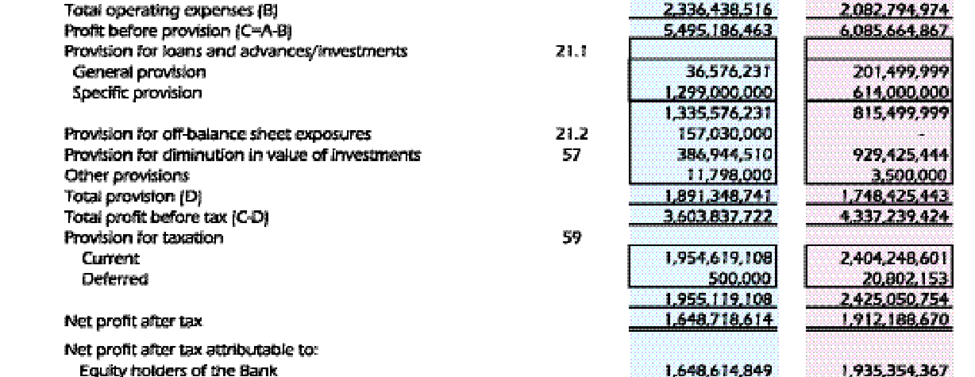 Total operating expenses (B) 2,336,438,516 2,082,794,974
Profit before provision (C=A-B) 5,495,186,463 6,085,664,867
Provision for loans and advances/investments 21.1
General provision 36,576,231 201,499,999
Specific provision 1,299,000,000 614,000,000
1,335,576,231 815,499,999
Provision for off-balance sheet exposures 21.2 157,030,000 -
Provision for diminution in value of investments 57 386,944,510 929,425,444
Other provisions 11,798,000 3,500,000
Total provision (D) 1,891,348,741 1,748,425,443
Total profit before tax (C-D) 3,603,837,722 4,337,239,424
Provision for taxation 59
Current 1,954,619,108 2,404,248,601
Deferred 500,000 20,802,153
1,955,119,108 2,425,050,754
Net profit after tax 1,648,718,614 1,912,188,670
Net profit after tax attributable to:
Equity holders of the Bank 1,648,614,849 1,935,354,367